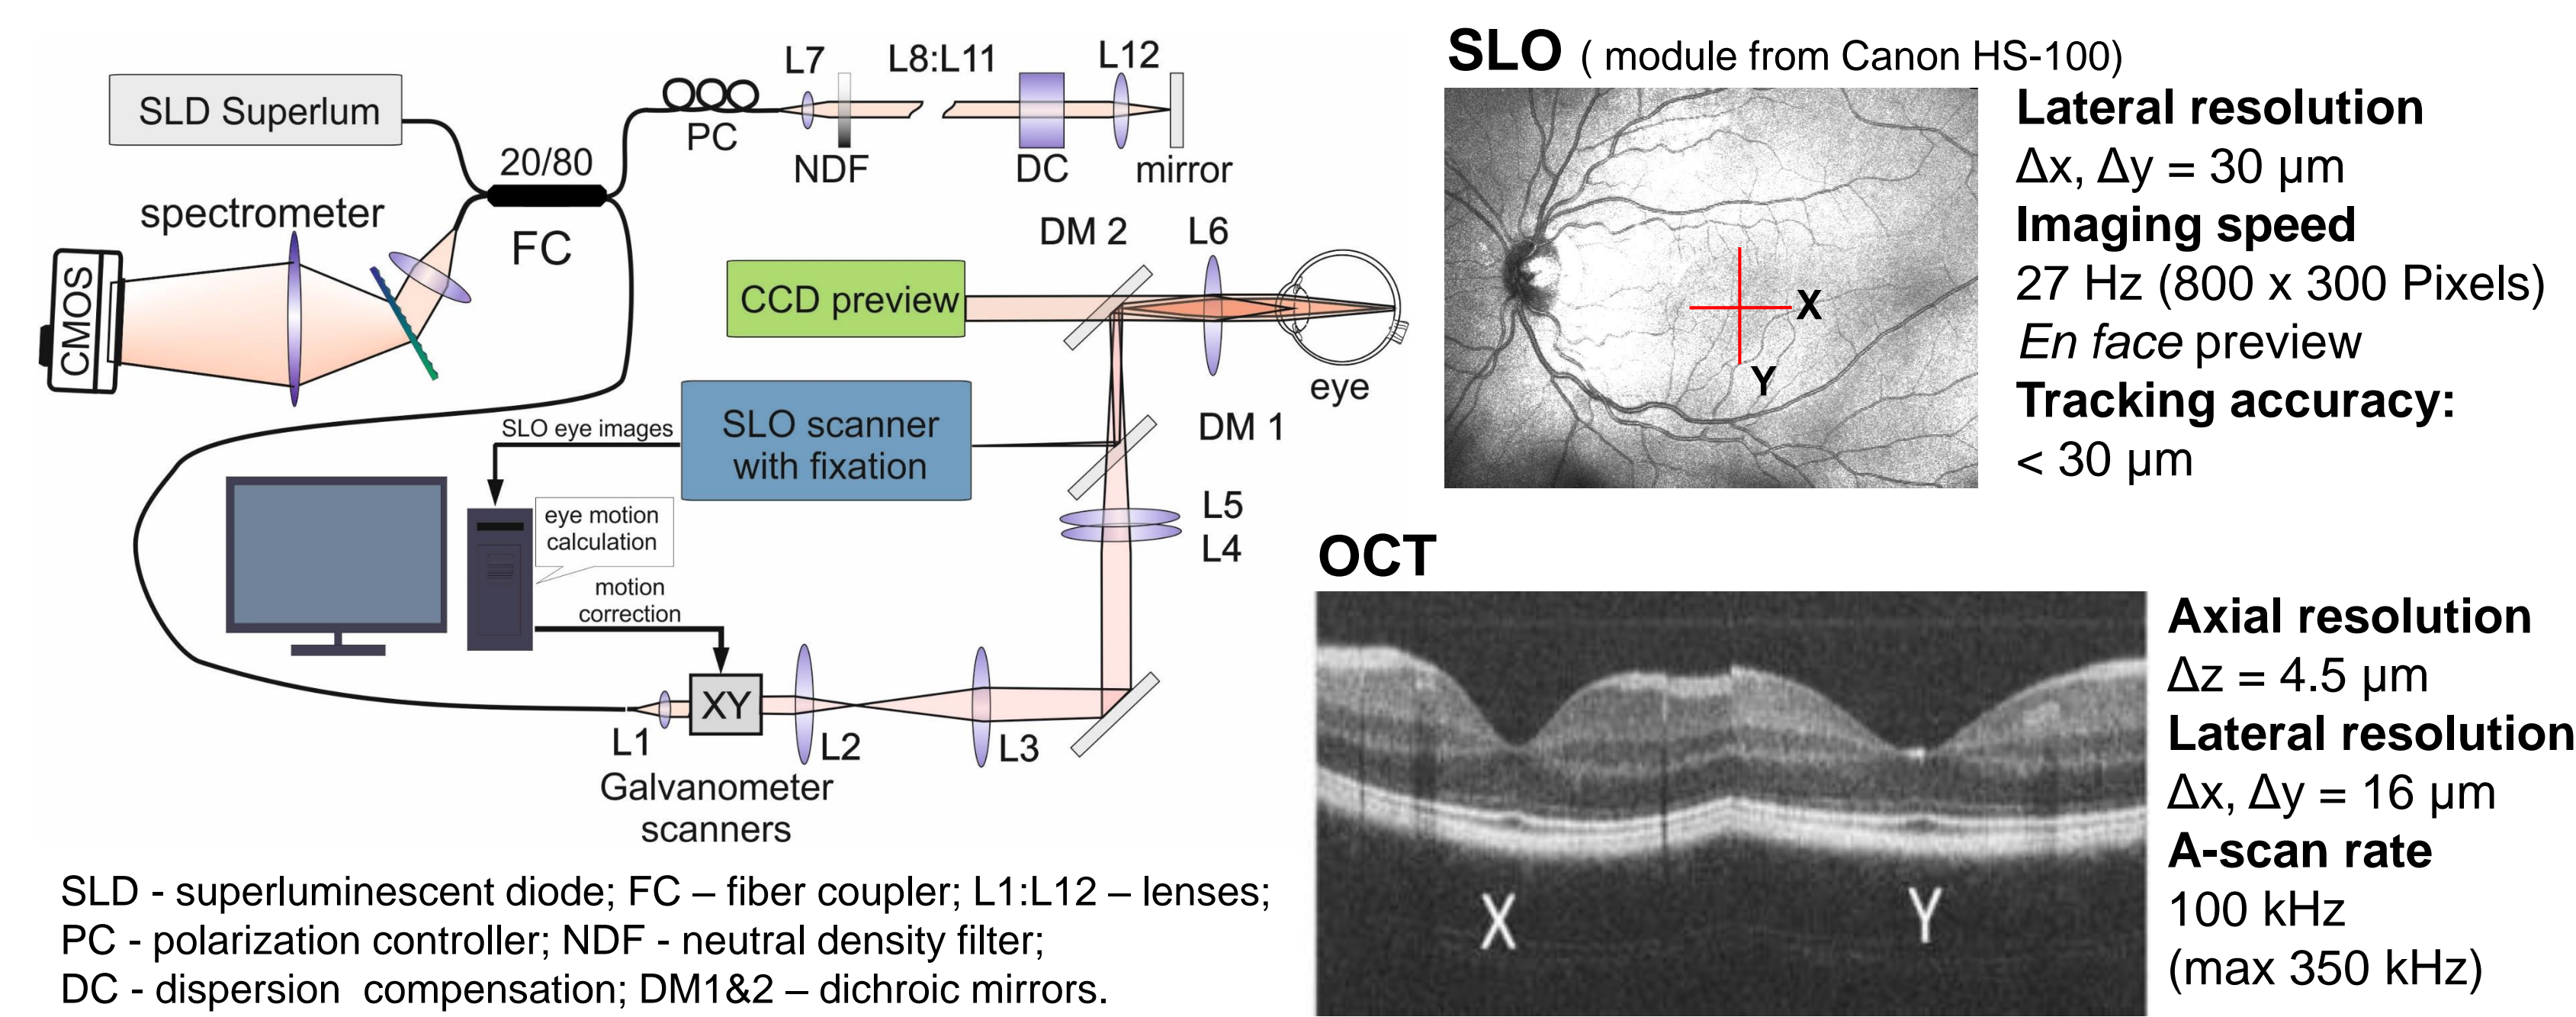 SLD Superlum
20/80
FC
spectrometer
CMOS
PC
L7
NDF
L8:L11
DC
L12
mirror
DM 2
L6
CCD preview
eye
DM 1
SLO scanner
with fixation
SLO eye images
eye motion
calculation
motion
correction
L5
L4
XY
L1
L2
L3
Galvanometer
scanners
SLD - superluminescent diode; FC – fiber coupler; L1:L12 – lenses;
PC - polarization controller; NDF - neutral density filter;
DC - dispersion compensation; DM1&2 – dichroic mirrors.
SLO ( module from Canon HS-100)
X
Y
Lateral resolution
Δx, Δy = 30 µm
Imaging speed
27 Hz (800 x 300 Pixels)
En face preview
Tracking accuracy:
< 30 µm
OCT
X
Y
Axial resolution
Δz = 4.5 µm
Lateral resolution
Δx, Δy = 16 µm
A-scan rate
100 kHz
(max 350 kHz)